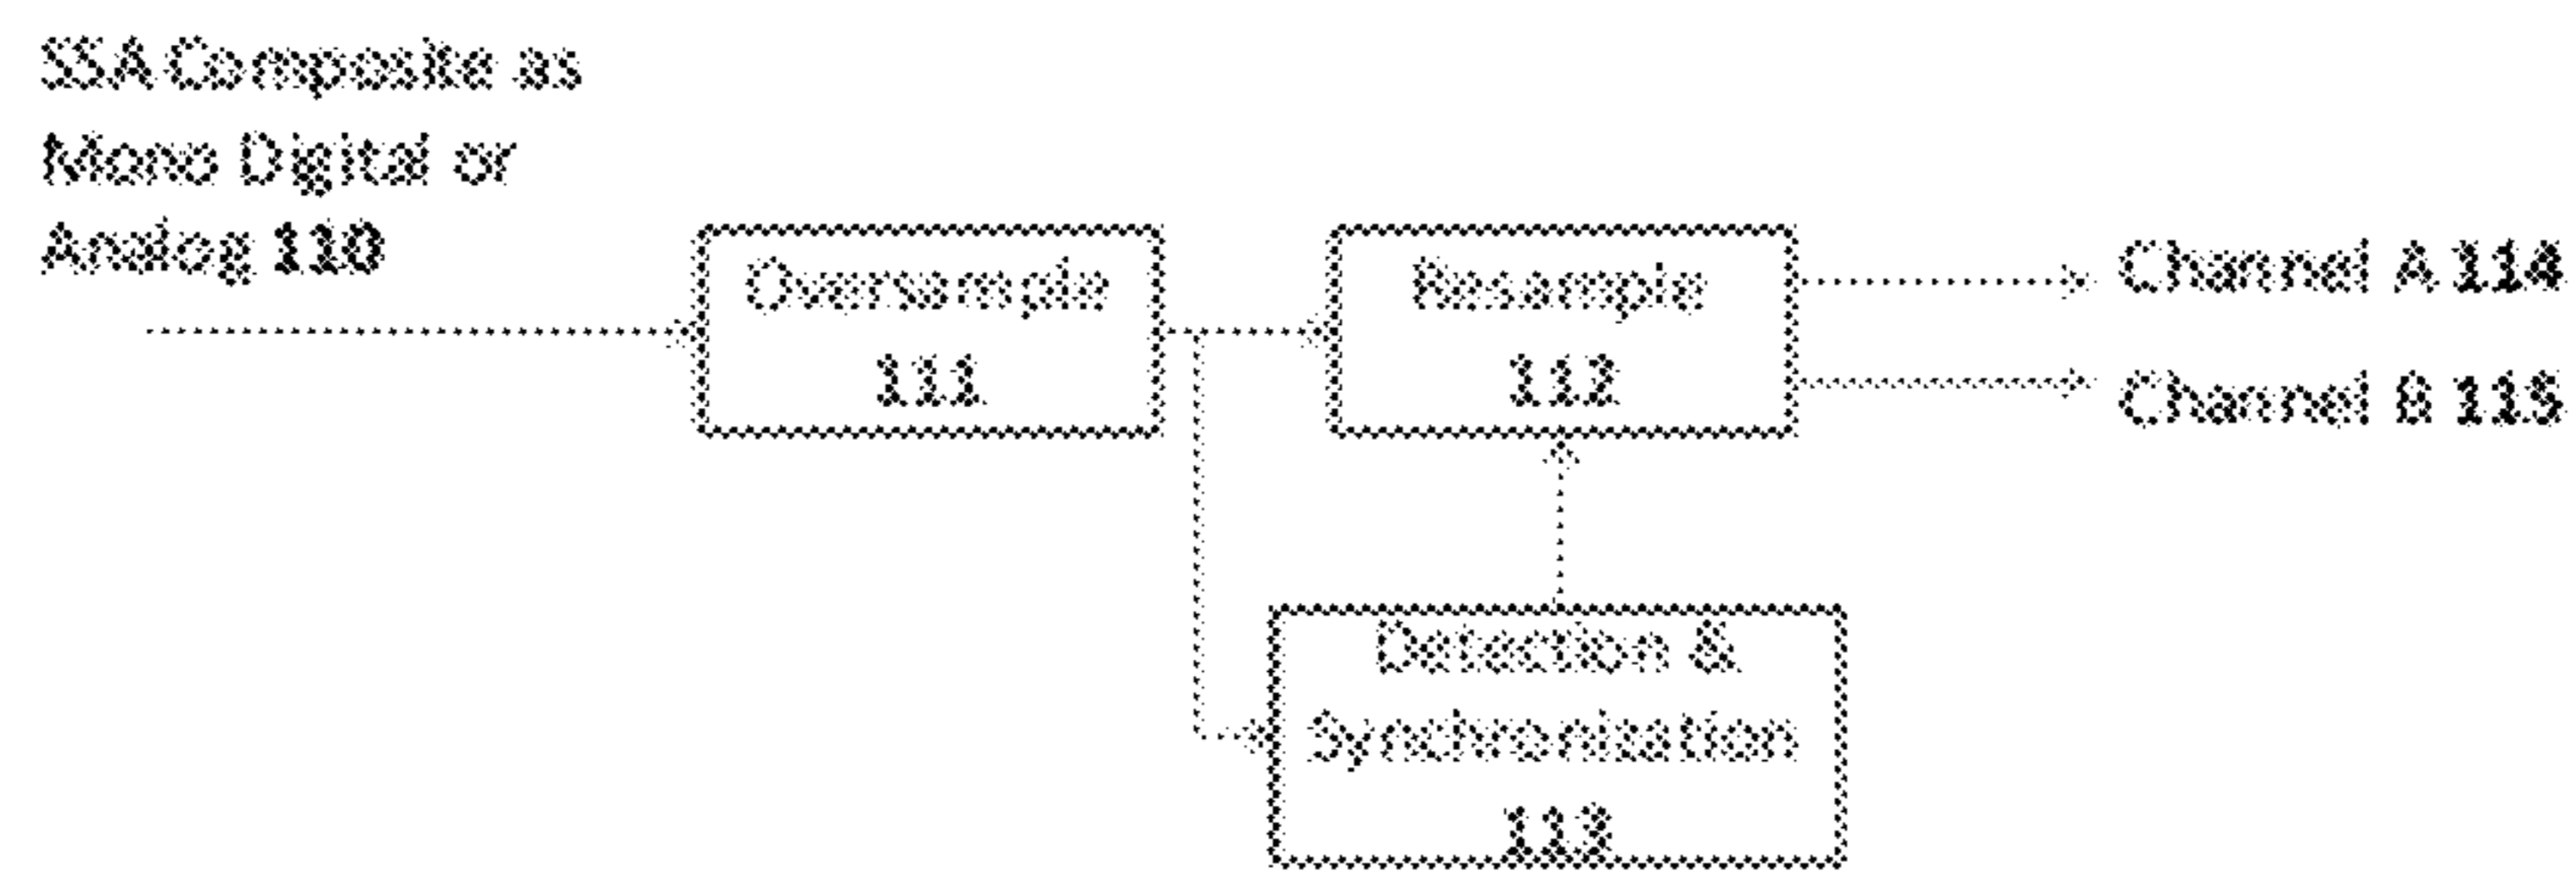 SSA Composite as
Mono Digital or
Analog 110
Oversample
111
Resample
112
Channel A 114
Channel B 115
Detection &
Synchronization
113